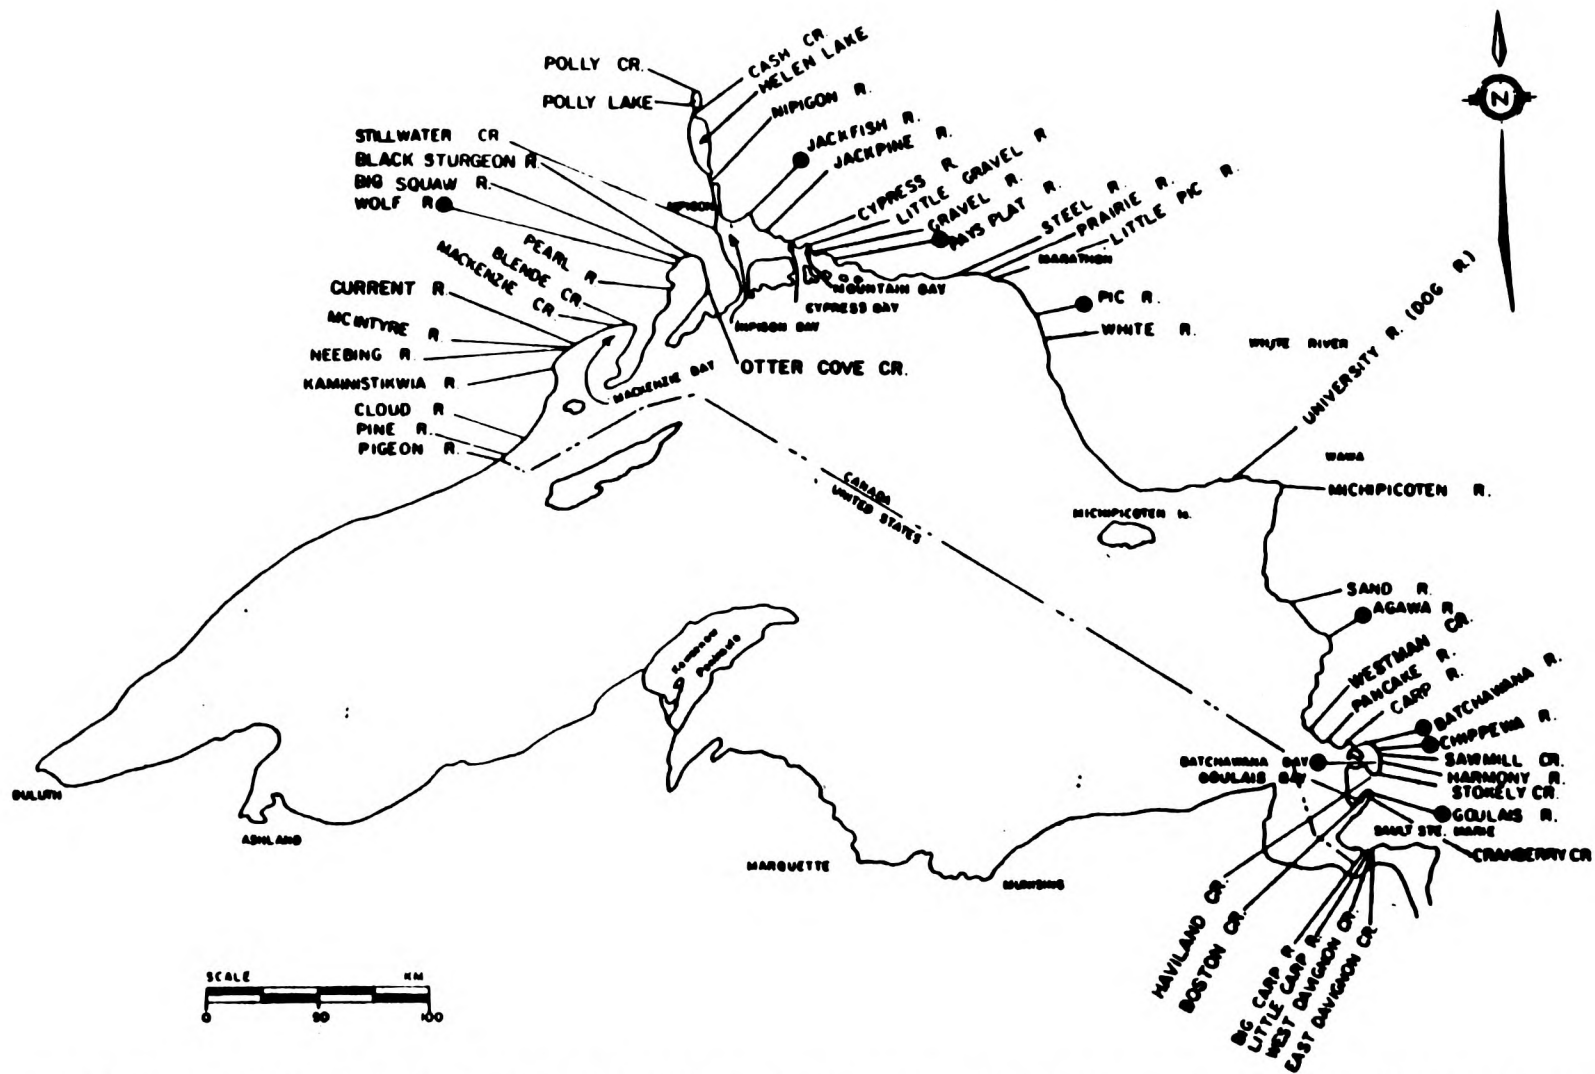 POLLY CR.
POLLY LAKE
CASH CR.
HELEN LAKE
NIPIGON R.
JACKFISH R.
JACKPINE R.
CYPRESS R
LITTLE GRAVEL R
GRAVEL R.
PAYS PLAT R.
STEEL R.
PRAIRIE R.
LITTLE PIC R.
N
STILLWATER CR
BLACK STURGEON R.
BIG SQUAW R.
WOLF R
NIPIGON
PEARL R
BLENDE CR.
MACKENZIE CR.
CURRENT R.
MCINTYRE R.
NEEBING R.
KAMINISTIKWIA R.
CLOUD R
PINE R.
PIGEON R.
MARATHON
MOUNTAIN BAY
CYPRESS BAY
NIPIGON BAY
OTTER COVE CR.
MACKENZIE BAY
PIC R.
WHITE R.
WHITE RIVER
UNIVERSITY R. (DOG R.)
WAWA
MICHIPICOTEN R.
MICHIPICOTEN Is.
CANADA
UNITED STATES
SAND R.
AGAWA R
WESTMAN CR.
PANCAKE R.
CARP R.
BATCHAWANA R.
CHIPPEWA R.
SAWMILL CR.
HARMONY R.
STOKELY CR.
GOULAIS R.
BATCHAWANA BAY
GOULAIS BAY
SAULT STE. MARIE
CRANBERRY CR
Keweenaw
Peninsula
DULUTH
ASHLAND
MARQUETTE
MUNISING
HAVILAND CR.
BOSTON CR.
BIG CARP R
LITTLE CARP R.
WEST DAVIGNON CR.
EAST DAVIGNON CR.
SCALE KM
0 50 100